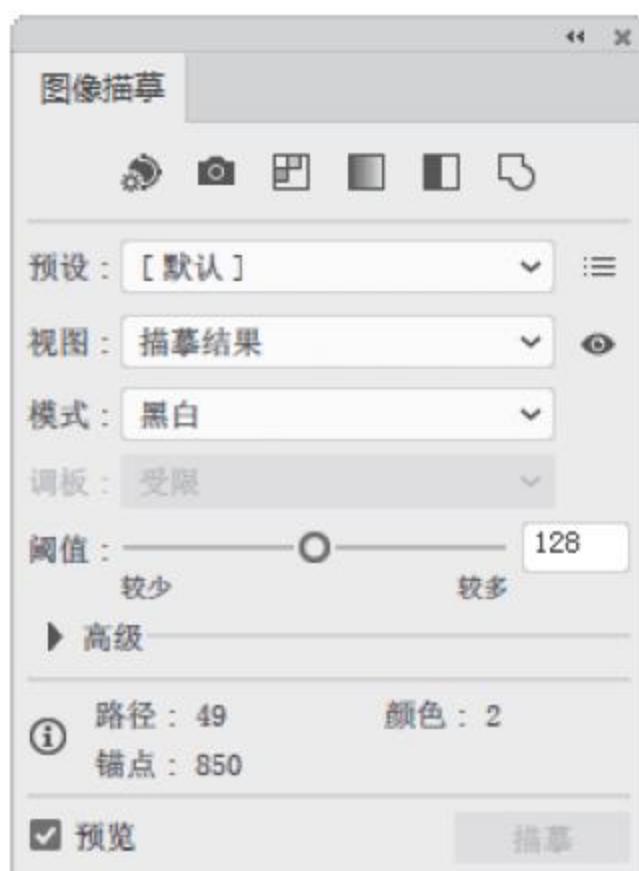 图像描摹
预设：[默认]
视图：描摹结果
模式：黑白
调板：受限
阈值：128
较少 较多
高级
路径：49 颜色：2
锚点：850
预览 描摹